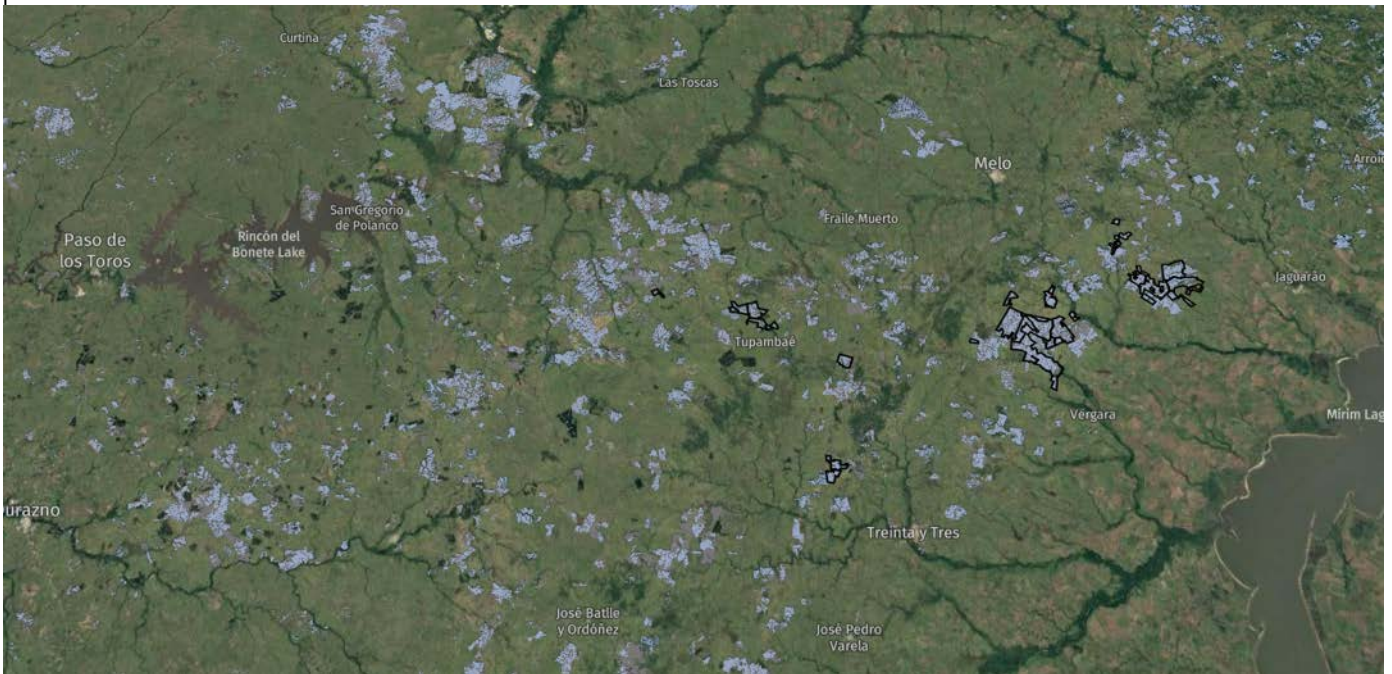 Curtina
Las Toscas
Melo
Arroio
San Gregorio
de Polanco
Fraile Muerto
Paso de
los Toros
Rincón del
Bonete Lake
Jaguarão
Tupambaé
Vergara
Mirim Lag
urazno
Treinta y Tres
José Batlle
y Ordóñez
José Pedro
Varela